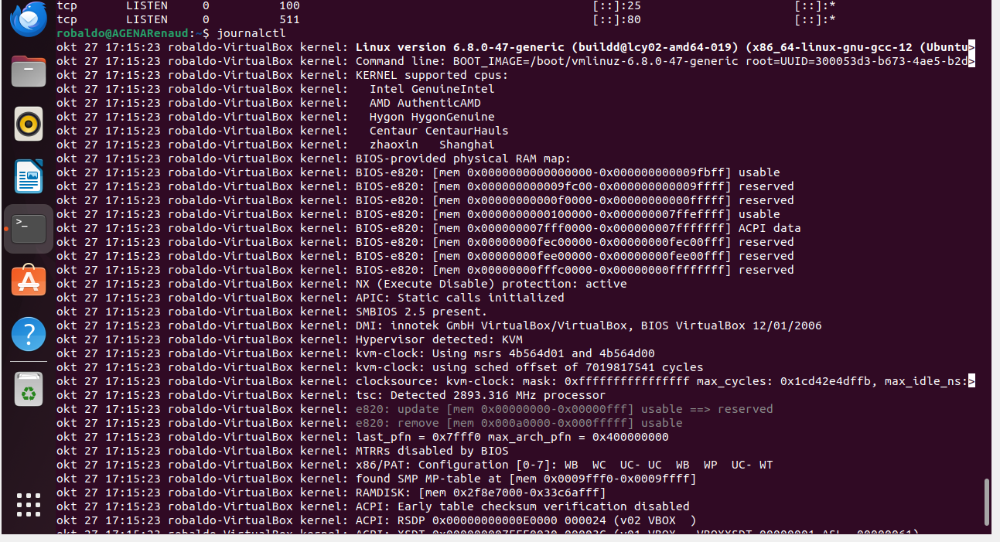 tcp LISTEN 0 100 [::]:25 [::]:*
tcp LISTEN 0 511 [::]:80 [::]:*
robaldo@AGENARenaud:~$ journalctl
okt 27 17:15:23 robaldo-VirtualBox kernel: Linux version 6.8.0-47-generic (buildd@lcy02-amd64-019) (x86_64-linux-gnu-gcc-12 (Ubuntu>
okt 27 17:15:23 robaldo-VirtualBox kernel: Command line: BOOT_IMAGE=/boot/vmlinuz-6.8.0-47-generic root=UUID=300053d3-b673-4ae5-b2d>
okt 27 17:15:23 robaldo-VirtualBox kernel: KERNEL supported cpus:
okt 27 17:15:23 robaldo-VirtualBox kernel:   Intel GenuineIntel
okt 27 17:15:23 robaldo-VirtualBox kernel:   AMD AuthenticAMD
okt 27 17:15:23 robaldo-VirtualBox kernel:   Hygon HygonGenuine
okt 27 17:15:23 robaldo-VirtualBox kernel:   Centaur CentaurHauls
okt 27 17:15:23 robaldo-VirtualBox kernel:   zhaoxin   Shanghai
okt 27 17:15:23 robaldo-VirtualBox kernel: BIOS-provided physical RAM map:
okt 27 17:15:23 robaldo-VirtualBox kernel: BIOS-e820: [mem 0x0000000000000000-0x000000000009fbff] usable
okt 27 17:15:23 robaldo-VirtualBox kernel: BIOS-e820: [mem 0x000000000009fc00-0x000000000009ffff] reserved
okt 27 17:15:23 robaldo-VirtualBox kernel: BIOS-e820: [mem 0x00000000000f0000-0x00000000000fffff] reserved
okt 27 17:15:23 robaldo-VirtualBox kernel: BIOS-e820: [mem 0x0000000000100000-0x000000007ffeffff] usable
okt 27 17:15:23 robaldo-VirtualBox kernel: BIOS-e820: [mem 0x000000007fff0000-0x000000007fffffff] ACPI data
okt 27 17:15:23 robaldo-VirtualBox kernel: BIOS-e820: [mem 0x00000000fec00000-0x00000000fec00fff] reserved
okt 27 17:15:23 robaldo-VirtualBox kernel: BIOS-e820: [mem 0x00000000fee00000-0x00000000fee00fff] reserved
okt 27 17:15:23 robaldo-VirtualBox kernel: BIOS-e820: [mem 0x00000000fffc0000-0x00000000ffffffff] reserved
okt 27 17:15:23 robaldo-VirtualBox kernel: NX (Execute Disable) protection: active
okt 27 17:15:23 robaldo-VirtualBox kernel: APIC: Static calls initialized
okt 27 17:15:23 robaldo-VirtualBox kernel: SMBIOS 2.5 present.
okt 27 17:15:23 robaldo-VirtualBox kernel: DMI: innotek GmbH VirtualBox/VirtualBox, BIOS VirtualBox 12/01/2006
okt 27 17:15:23 robaldo-VirtualBox kernel: Hypervisor detected: KVM
okt 27 17:15:23 robaldo-VirtualBox kernel: kvm-clock: Using msrs 4b564d01 and 4b564d00
okt 27 17:15:23 robaldo-VirtualBox kernel: kvm-clock: using sched offset of 7019817541 cycles
okt 27 17:15:23 robaldo-VirtualBox kernel: clocksource: kvm-clock: mask: 0xffffffffffffffff max_cycles: 0x1cd42e4dffb, max_idle_ns:>
okt 27 17:15:23 robaldo-VirtualBox kernel: tsc: Detected 2893.316 MHz processor
okt 27 17:15:23 robaldo-VirtualBox kernel: e820: update [mem 0x00000000-0x00000fff] usable ==> reserved
okt 27 17:15:23 robaldo-VirtualBox kernel: e820: remove [mem 0x000a0000-0x000fffff] usable
okt 27 17:15:23 robaldo-VirtualBox kernel: last_pfn = 0x7fff0 max_arch_pfn = 0x400000000
okt 27 17:15:23 robaldo-VirtualBox kernel: MTRRs disabled by BIOS
okt 27 17:15:23 robaldo-VirtualBox kernel: x86/PAT: Configuration [0-7]: WB  WC  UC- UC  WB  WP  UC- WT
okt 27 17:15:23 robaldo-VirtualBox kernel: found SMP MP-table at [mem 0x0009fff0-0x0009ffff]
okt 27 17:15:23 robaldo-VirtualBox kernel: RAMDISK: [mem 0x2f8e7000-0x33c6afff]
okt 27 17:15:23 robaldo-VirtualBox kernel: ACPI: Early table checksum verification disabled
okt 27 17:15:23 robaldo-VirtualBox kernel: ACPI: RSDP 0x00000000000E0000 000024 (v02 VBOX  )
okt 27 17:15:23 robaldo-VirtualBox kernel: ACPI: XSDT 0x000000007FFF0030 00003C (v01 VBOX   VBOXXSDT 00000001 ASL  00000061)